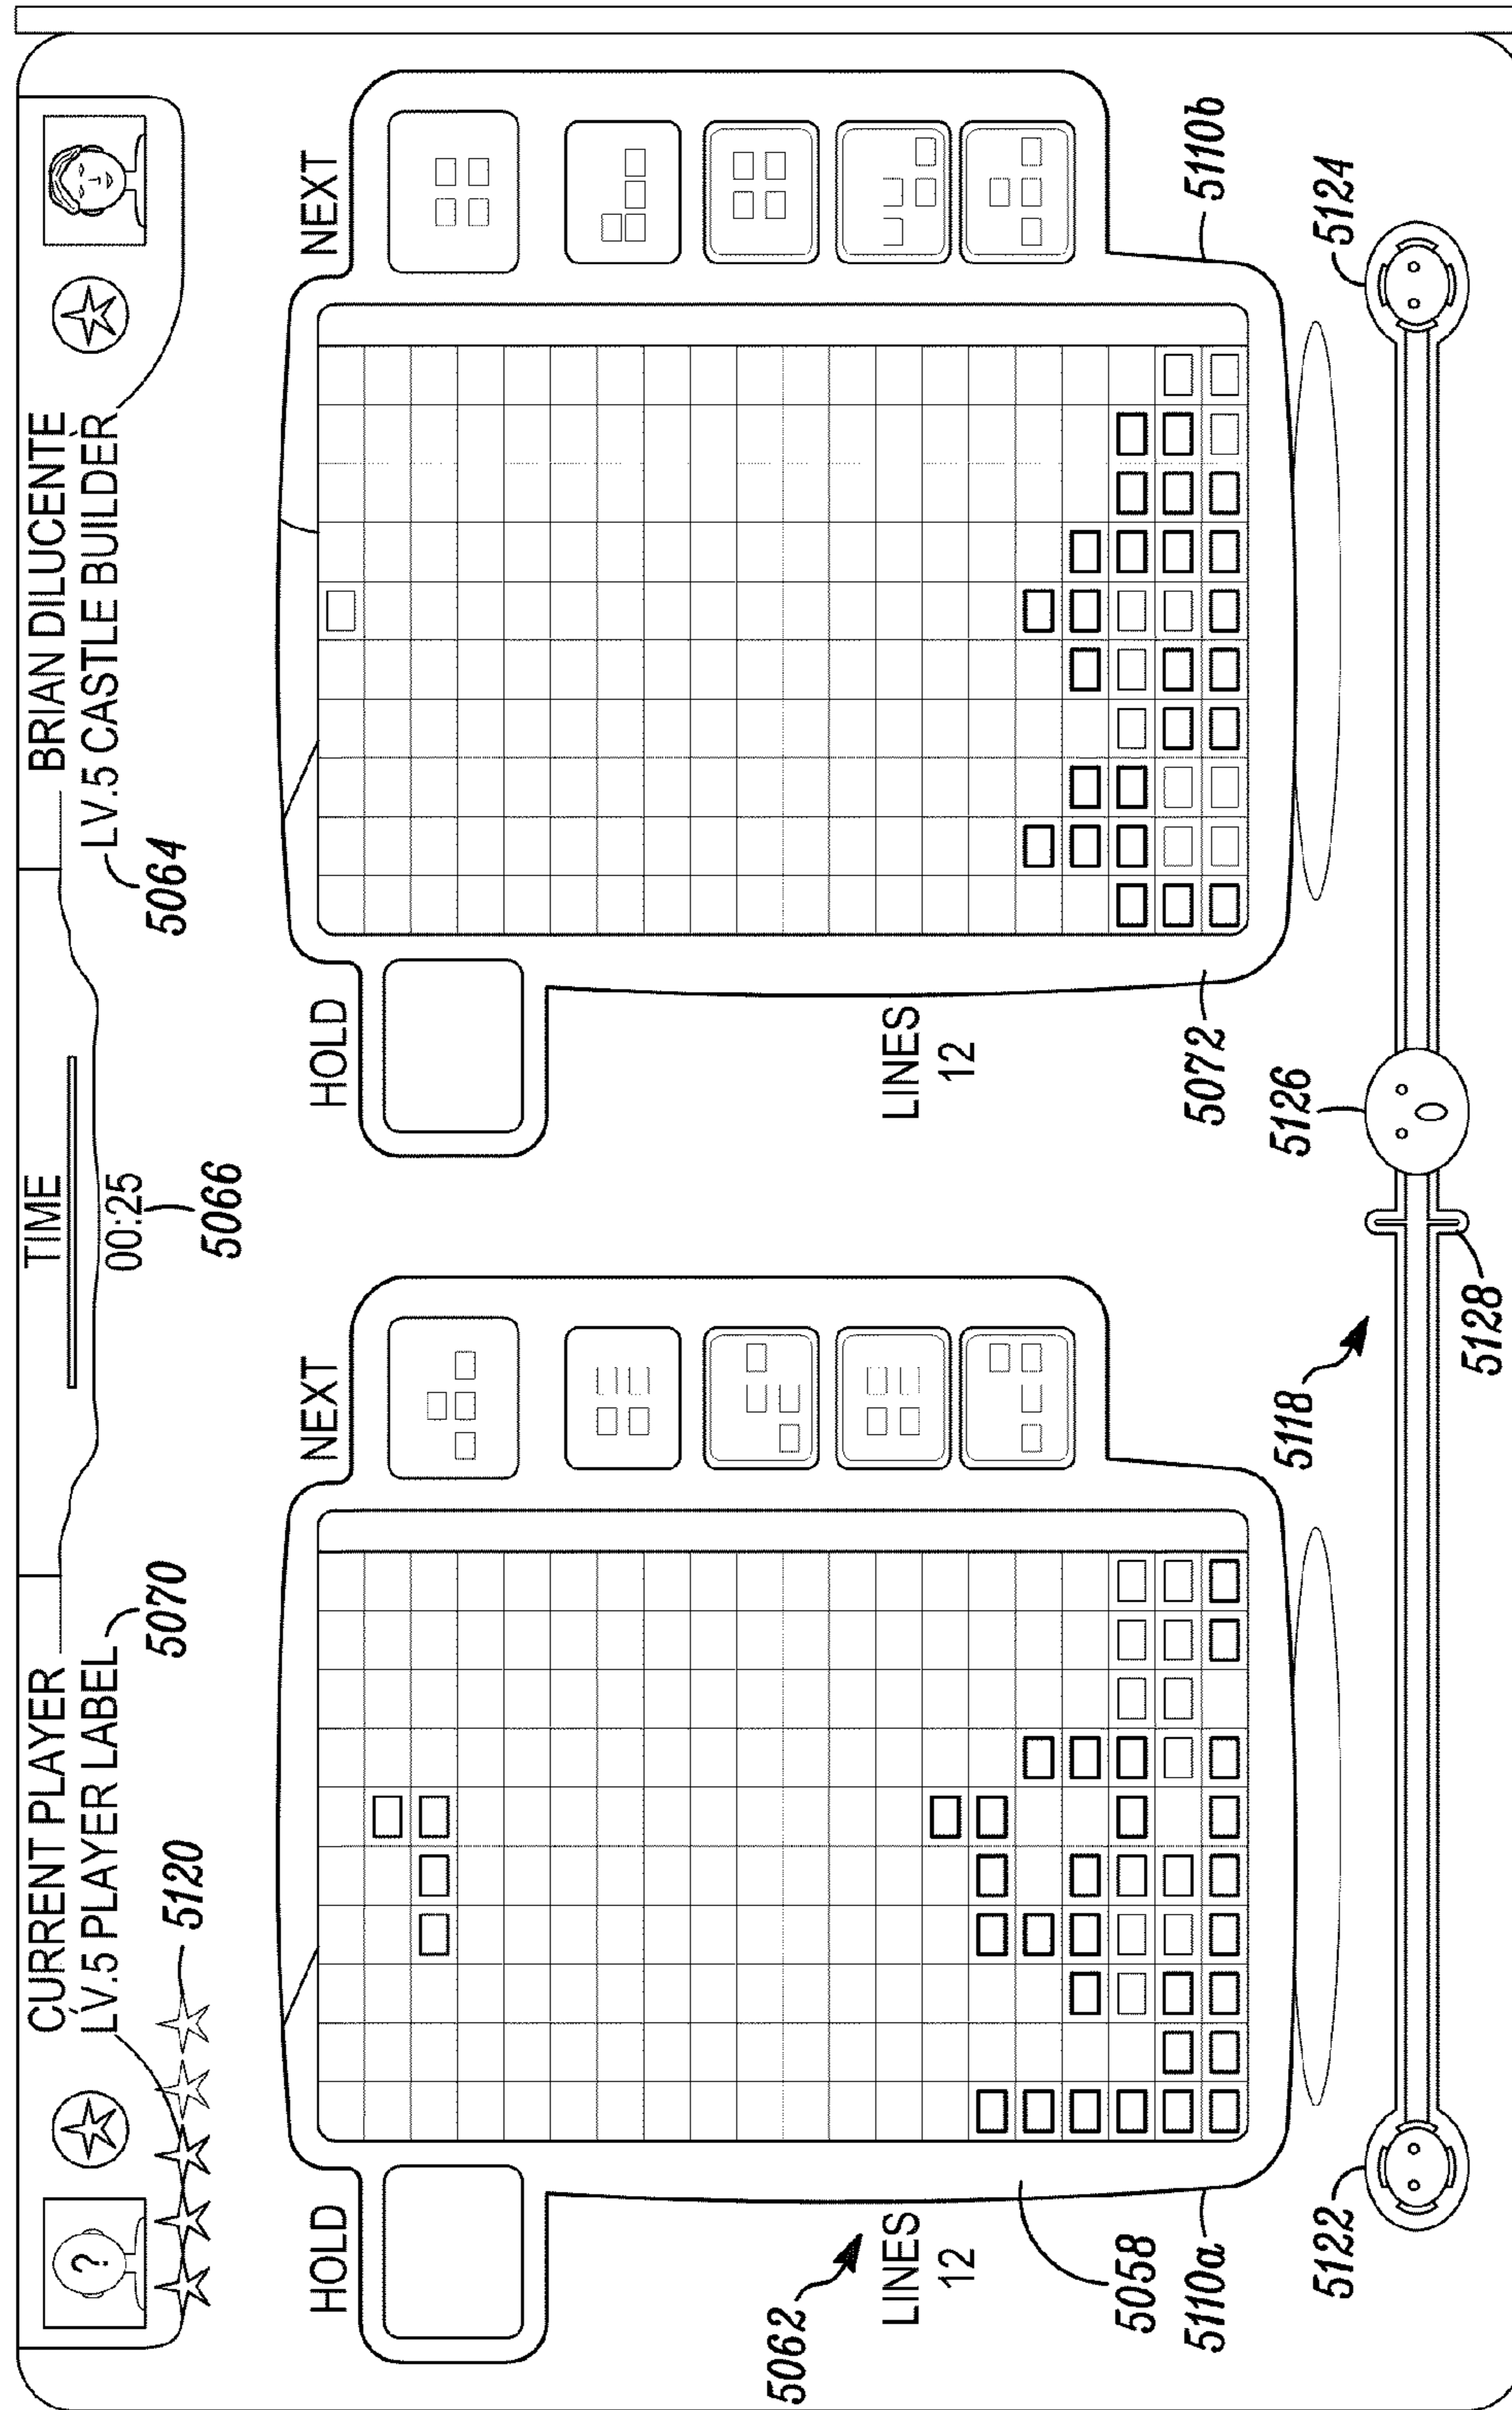 CURRENT PLAYER
LV.5 PLAYER LABEL
5070
5120
?
TIME
00:25
5066
BRIAN DILUCENTE
LV.5 CASTLE BUILDER
5064
HOLD
NEXT
HOLD
NEXT
5062
LINES
12
5058
5110a
LINES
12
5072
5110b
5118
5122
5128
5126
5124